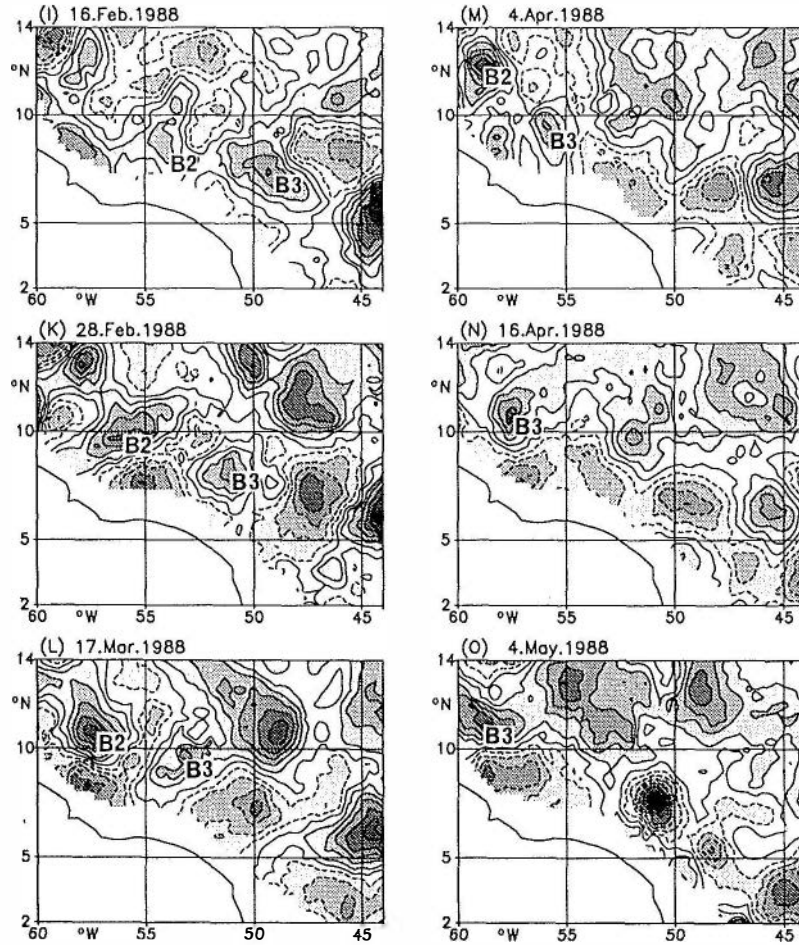 (I) 16.Feb.1988
14
°N
10
B2
B3
5
2
60 °W 55 50 45
(K) 28.Feb.1988
14
°N
10
B2
B3
5
2
60 °W 55 50 45
(L) 17.Mar.1988
14
°N
10
B2
B3
5
2
60 °W 55 50 45
(M) 4.Apr.1988
14
°N
B2
10
B3
5
2
60 °W 55 50 45
(N) 16.Apr.1988
14
°N
10
B3
5
2
60 °W 55 50 45
(O) 4.May.1988
14
°N
10
B3
5
2
60 °W 55 50 45